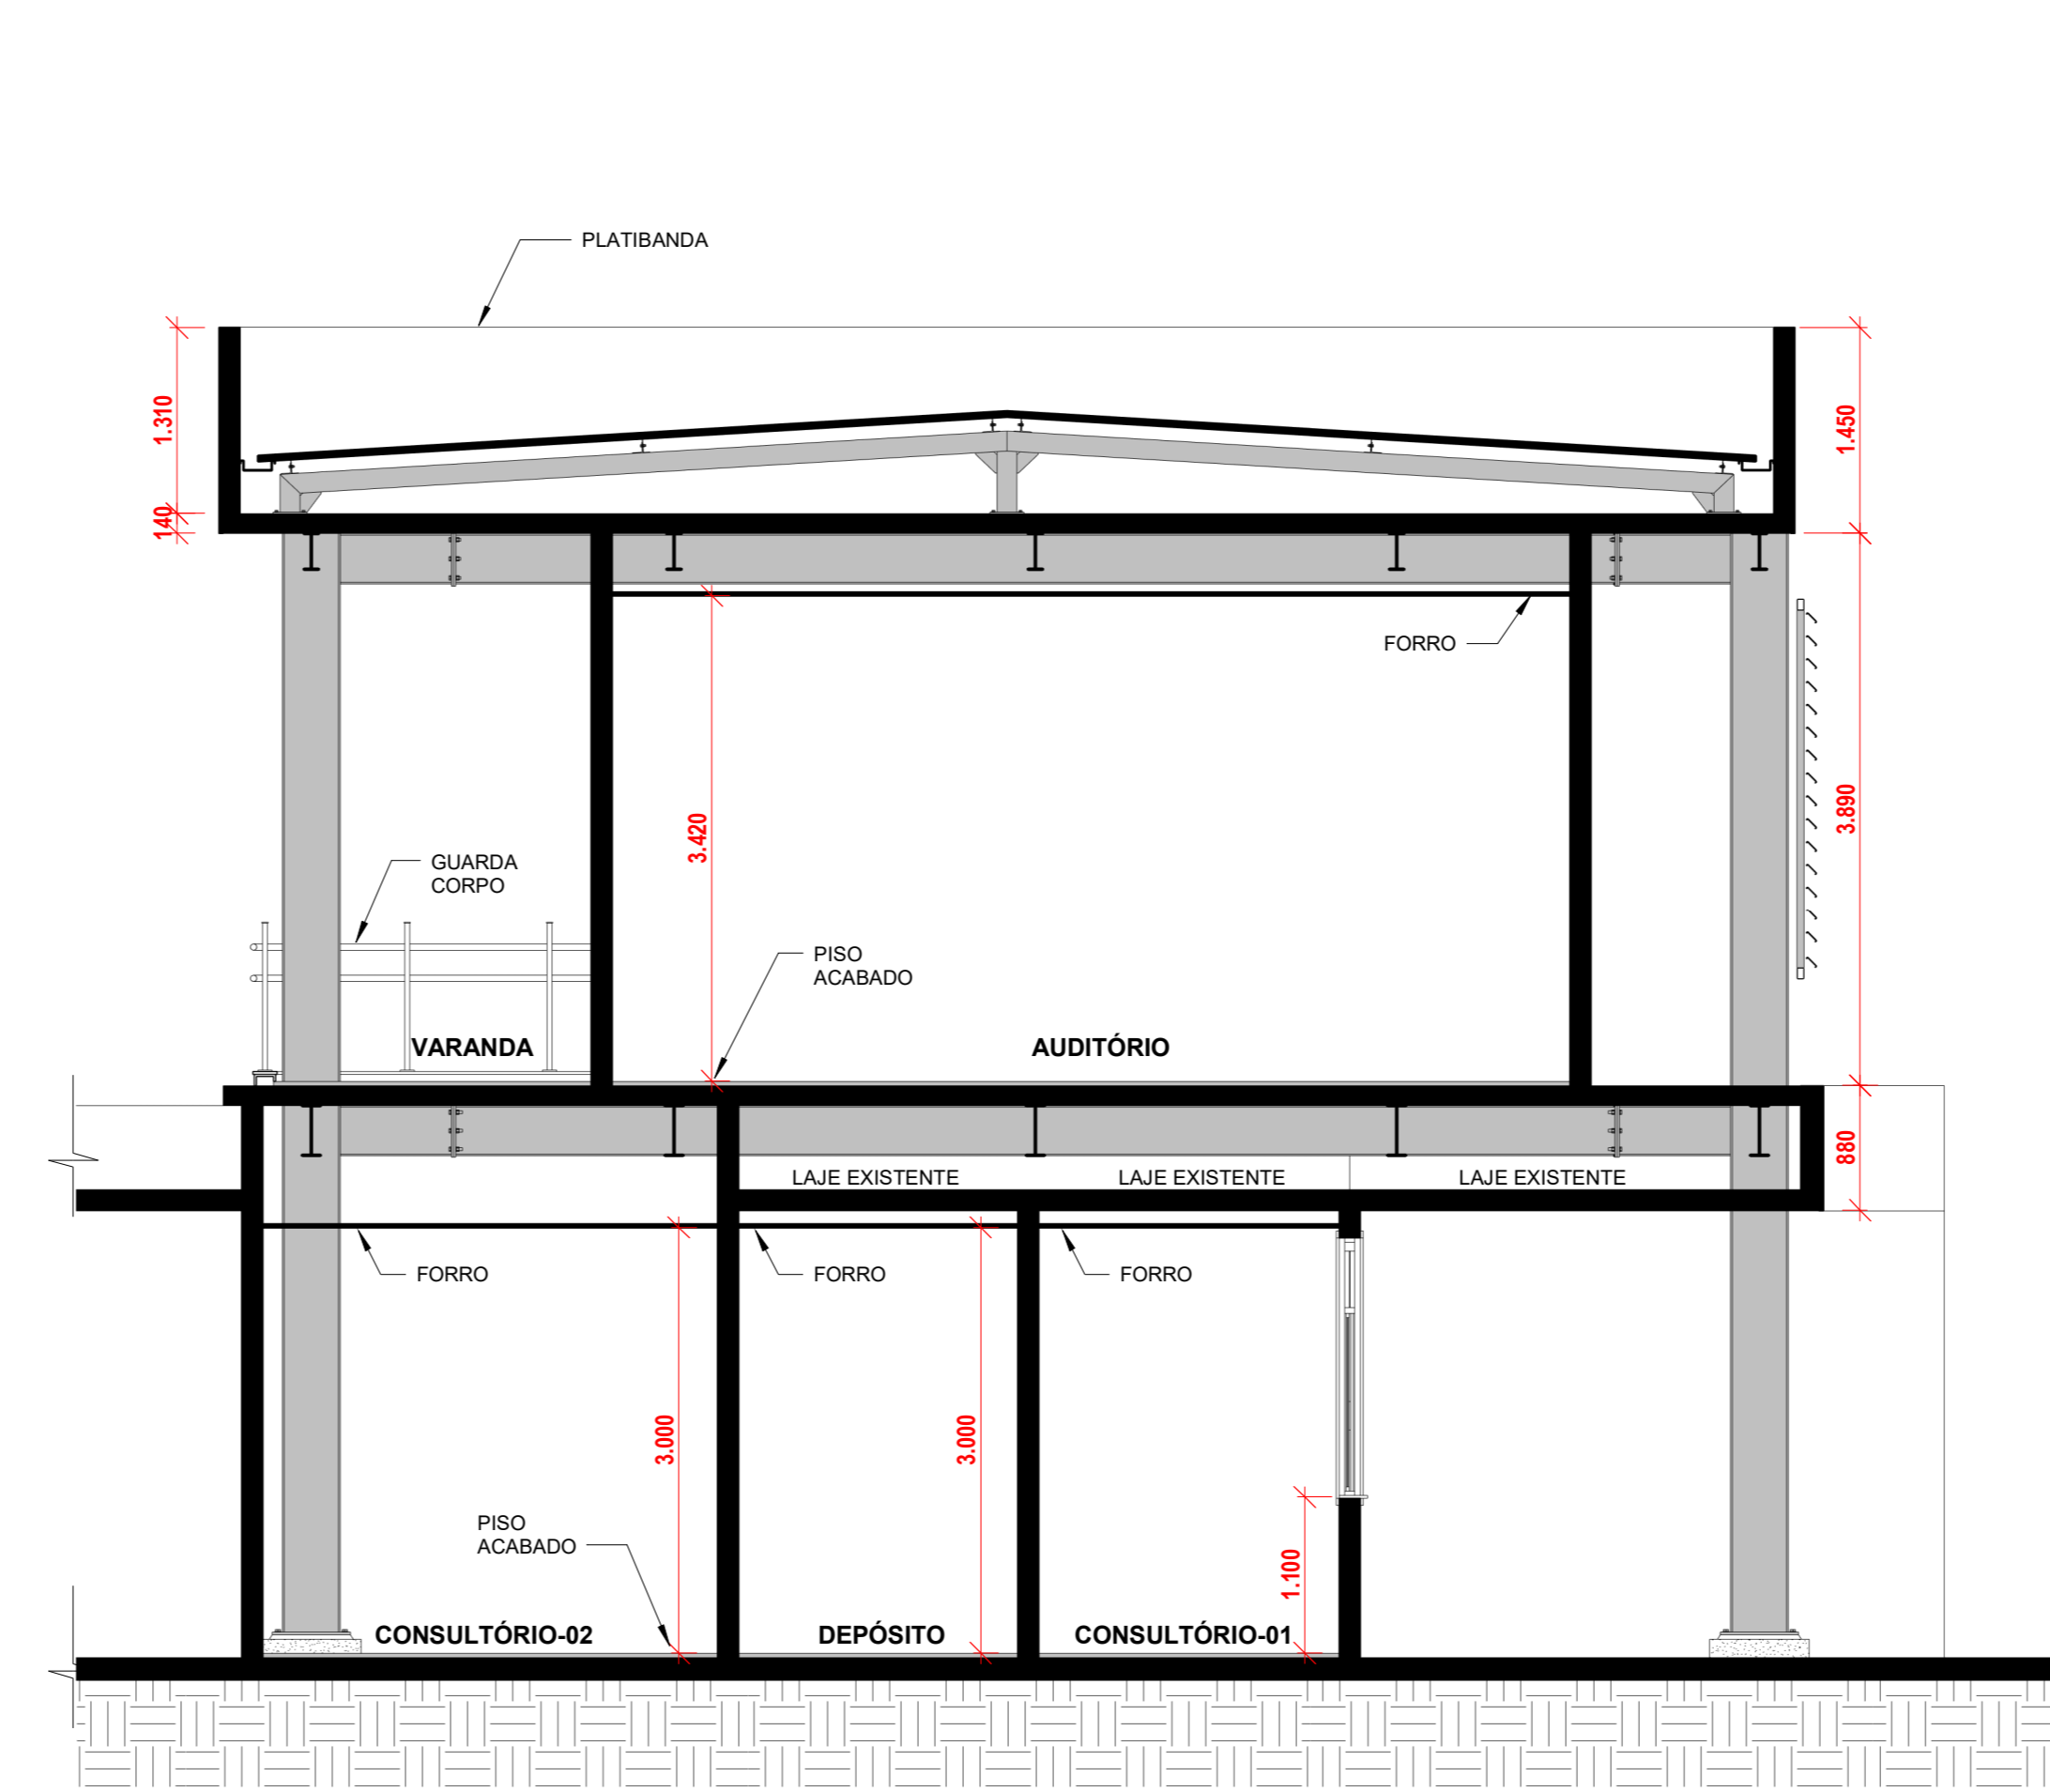 PLATIBANDA
1.310
1.450
140
FORRO
3.420
3.890
GUARDA
CORPO
PISO
ACABADO
VARANDA
AUDITÓRIO
880
LAJE EXISTENTE
LAJE EXISTENTE
LAJE EXISTENTE
FORRO
FORRO
FORRO
3.000
3.000
PISO
ACABADO
1.100
CONSULTÓRIO-02
DEPÓSITO
CONSULTÓRIO-01